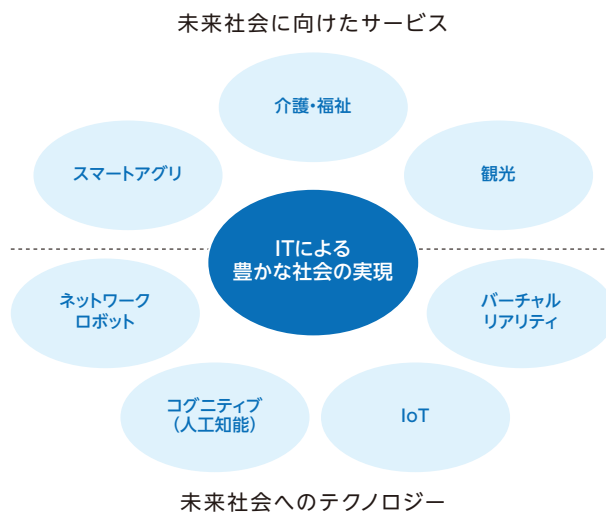 未来社会に向けたサービス
介護・福祉
スマートアグリ
観光
ITによる
豊かな社会の実現
ネットワーク
ロボット
バーチャル
リアリティ
コグニティブ
(人工知能)
IoT
未来社会へのテクノロジー